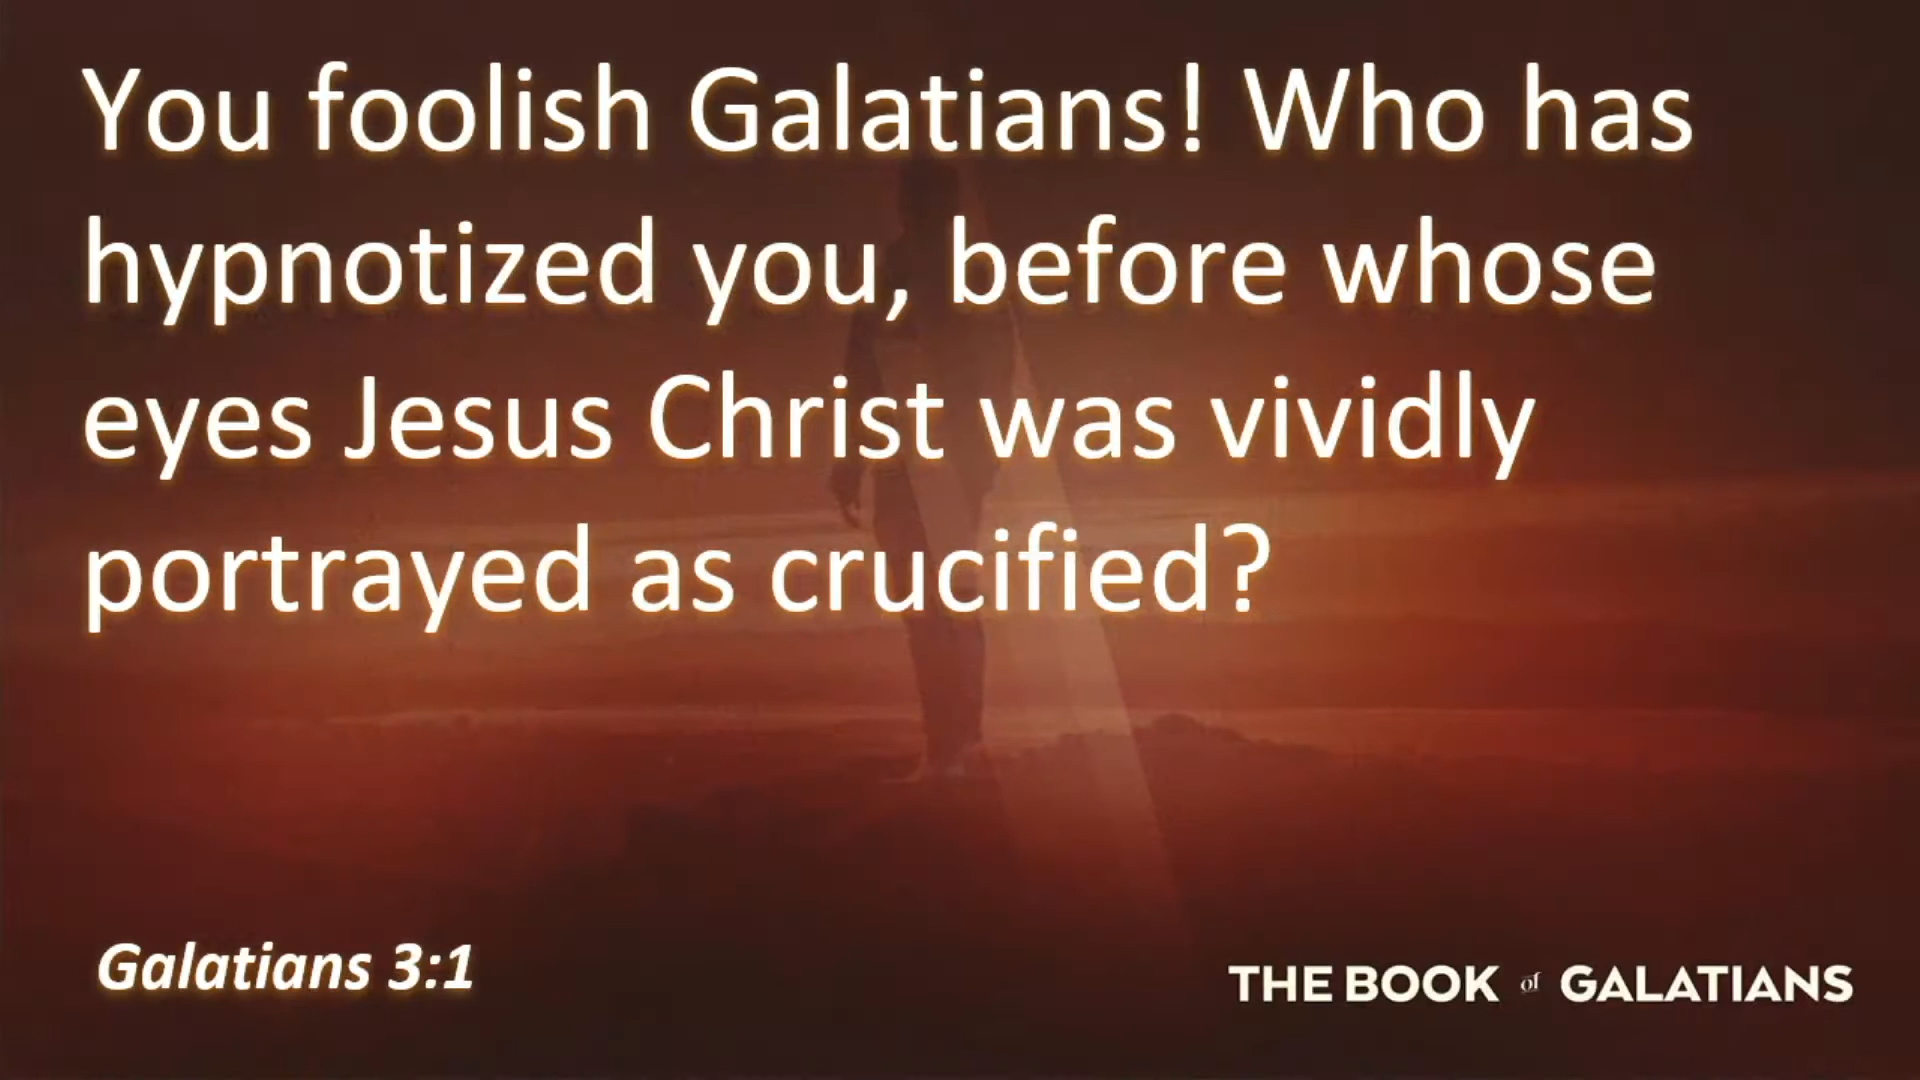 You foolish Galatians! Who has
hypnotized you, before whose
eyes Jesus Christ was vividly
portrayed as crucified?
Galatians 3:1
THE BOOK of GALATIANS